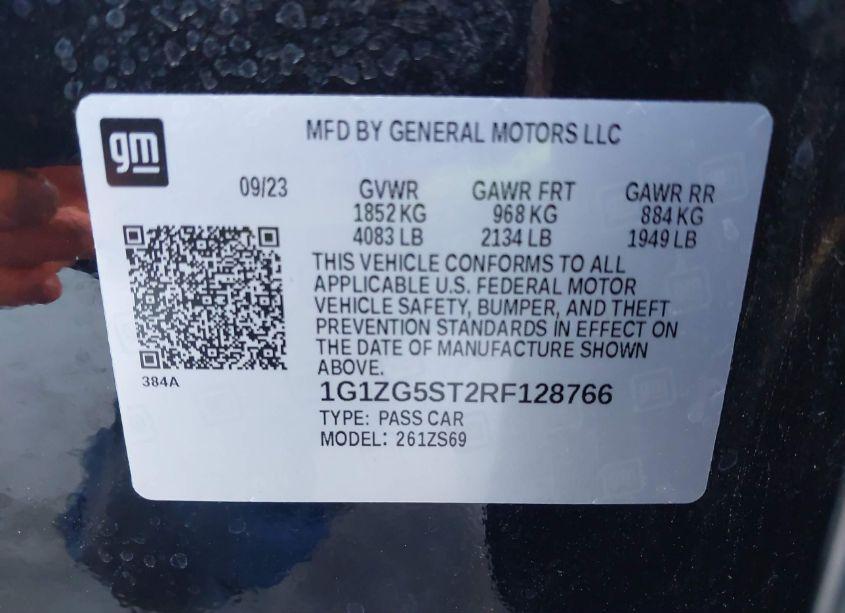 gm
MFD BY GENERAL MOTORS LLC
09/23 GVWR GAWR FRT GAWR RR
1852 KG 968 KG 884 KG
4083 LB 2134 LB 1949 LB
THIS VEHICLE CONFORMS TO ALL
APPLICABLE U.S. FEDERAL MOTOR
VEHICLE SAFETY, BUMPER, AND THEFT
PREVENTION STANDARDS IN EFFECT ON
THE DATE OF MANUFACTURE SHOWN
ABOVE.
384A
1G1ZG5ST2RF128766
TYPE: PASS CAR
MODEL: 261ZS69